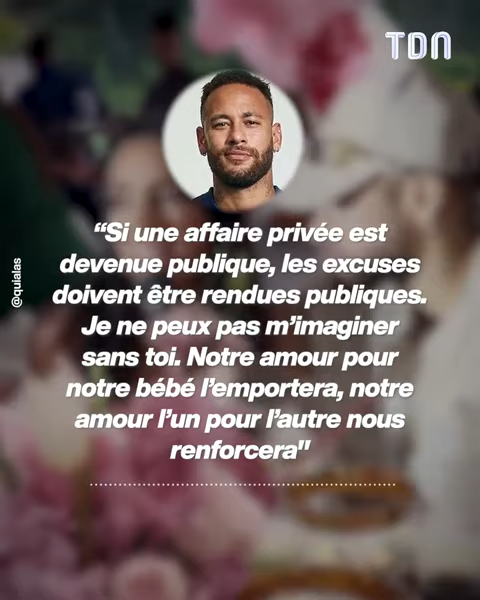 TDN
“Si une affaire privée est
devenue publique, les excuses
doivent être rendues publiques.
Je ne peux pas m’imaginer
sans toi. Notre amour pour
notre bébé l’emportera, notre
amour l’un pour l’autre nous
renforcera"
@quialas